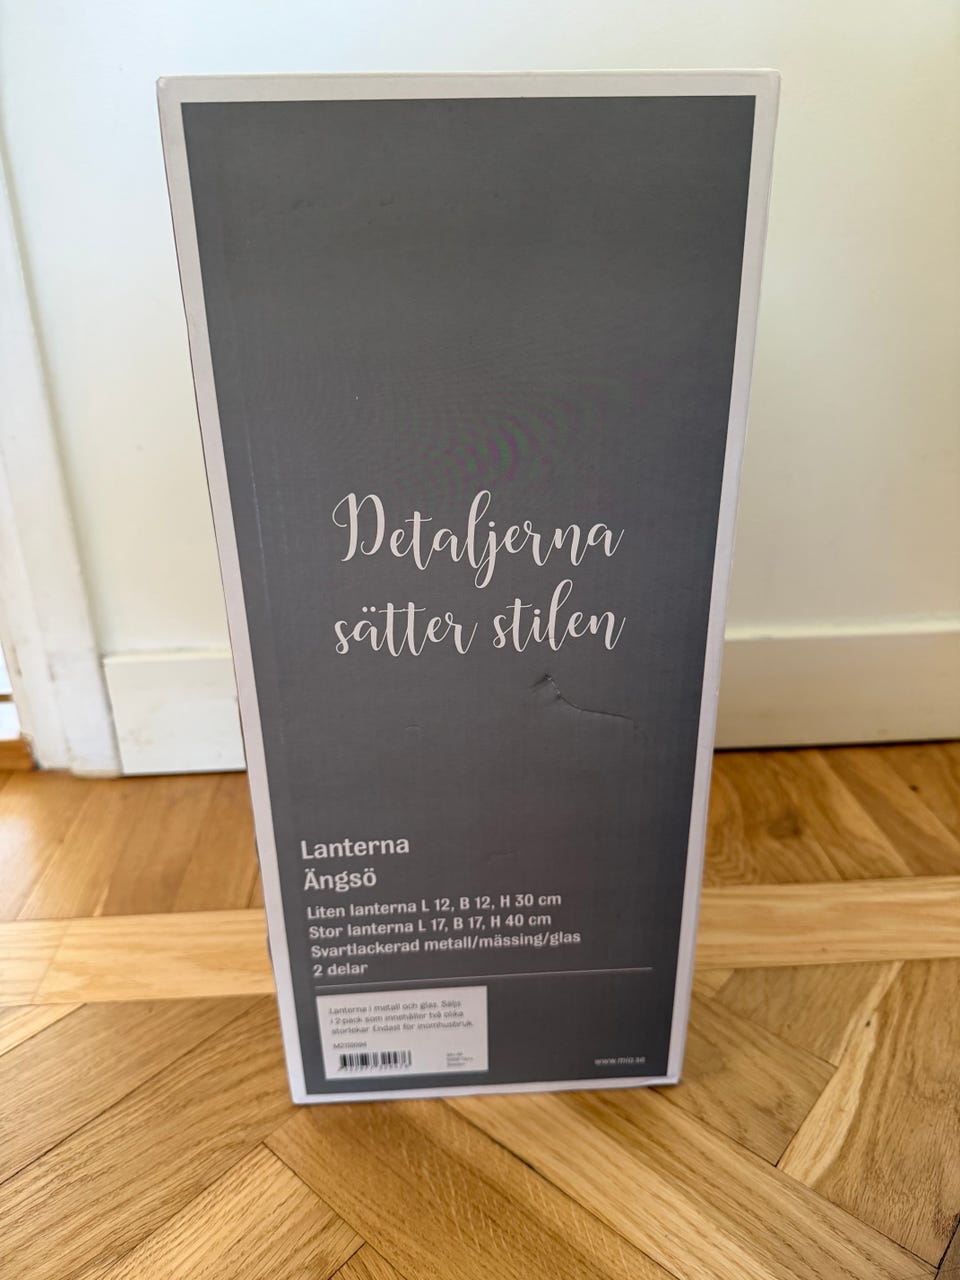 Detaljerna
sätter stilen
Lanterna
Ängsö
Liten lanterna L 12, B 12, H 30 cm
Stor lanterna L 17, B 17, H 40 cm
Svartlackerad metall/mässing/glas
2 delar
Lanterna i metall och glas. Säljs
i 2-pack som innehåller två olika
storlekar. Endast för inomhusbruk.
www.mio.se